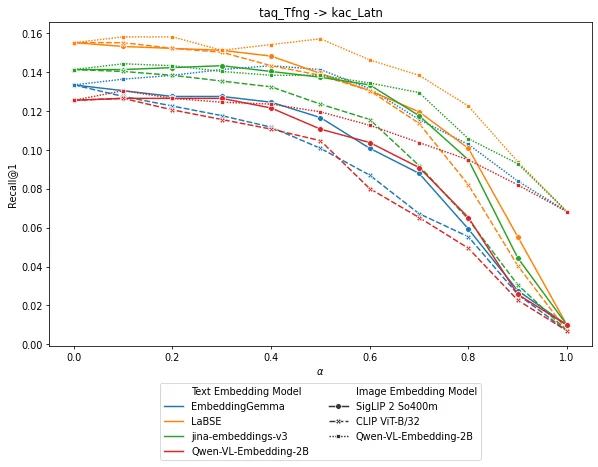 taq_Tfng -> kac_Latn
Recall@1
0.16
0.14
0.12
0.10
0.08
0.06
0.04
0.02
0.00
0.0 0.2 0.4 0.6 0.8 1.0
α
Text Embedding Model Image Embedding Model
EmbeddingGemma SigLIP 2 So400m
LaBSE CLIP ViT-B/32
jina-embeddings-v3 Qwen-VL-Embedding-2B
Qwen-VL-Embedding-2B